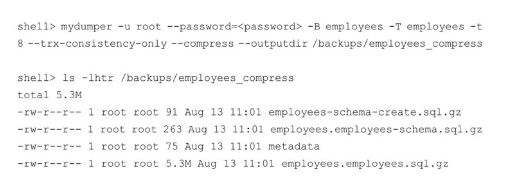 shell> mydumper -u root --password=<password> -B employees -T employees -t
8 --trx-consistency-only --compress --outputdir /backups/employees_compress
shell> ls -lhtr /backups/employees_compress
total 5.3M
-rw-r--r-- 1 root root 91 Aug 13 11:01 employees-schema-create.sql.gz
-rw-r--r-- 1 root root 263 Aug 13 11:01 employees.employees-schema.sql.gz
-rw-r--r-- 1 root root 75 Aug 13 11:01 metadata
-rw-r--r-- 1 root root 5.3M Aug 13 11:01 employees.employees.sql.gz